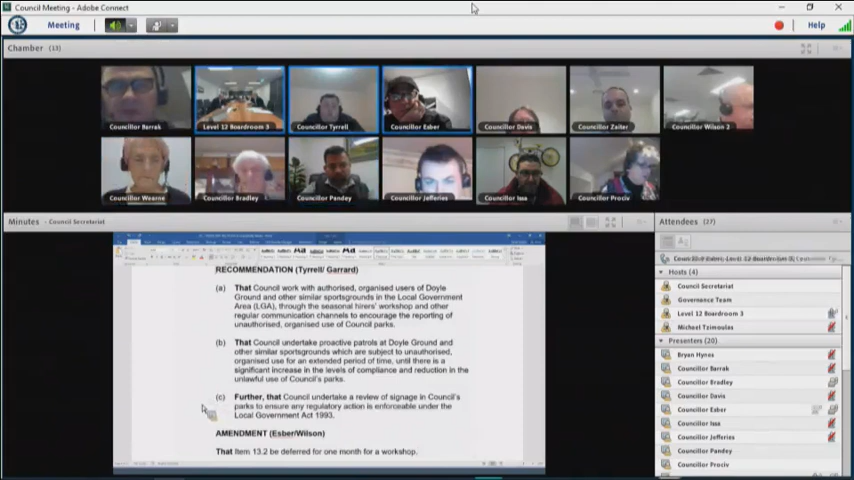 Council Meeting - Adobe Connect
Meeting
Help
Chamber (13)
Councillor Barrak
Level 12 Boardroom 3
Councillor Tyrrell
Councillor Esber
Councillor Davis
Councillor Zaiter
Councillor Wilson 2
Councillor Wearne
Councillor Bradley
Councillor Pandey
Councillor Jefferies
Councillor Issa
Councillor Prociv
Minutes - Council Secretariat
RECOMMENDATION (Tyrrell/ Garrard)
(a) That Council work with authorised, organised users of Doyle
Ground and other similar sportsgrounds in the Local Government
Area (LGA), through the seasonal hirers' workshop and other
regular communication channels to encourage the reporting of
unauthorised, organised use of Council parks.
(b) That Council undertake proactive patrols at Doyle Ground and
other similar sportsgrounds which are subject to unauthorised,
organised use for an extended period of time, until there is a
significant increase in the levels of compliance and reduction in the
unlawful use of Council's parks.
(c) Further, that Council undertake a review of signage in Council's
parks to ensure any regulatory action is enforceable under the
Local Government Act 1993.
AMENDMENT (Esber/Wilson)
That Item 13.2 be deferred for one month for a workshop.
Attendees (27)
Hosts (4)
Council Secretariat
Governance Team
Level 12 Boardroom 3
Michael Tzimoulas
Presenters (20)
Bryan Hynes
Councillor Barrak
Councillor Bradley
Councillor Davis
Councillor Esber
Councillor Issa
Councillor Jefferies
Councillor Pandey
Councillor Prociv